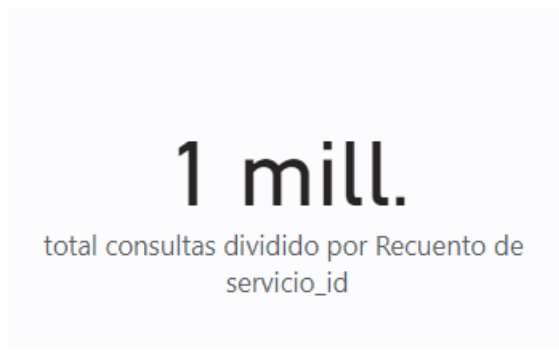 1 mill.
total consultas dividido por Recuento de
servicio_id